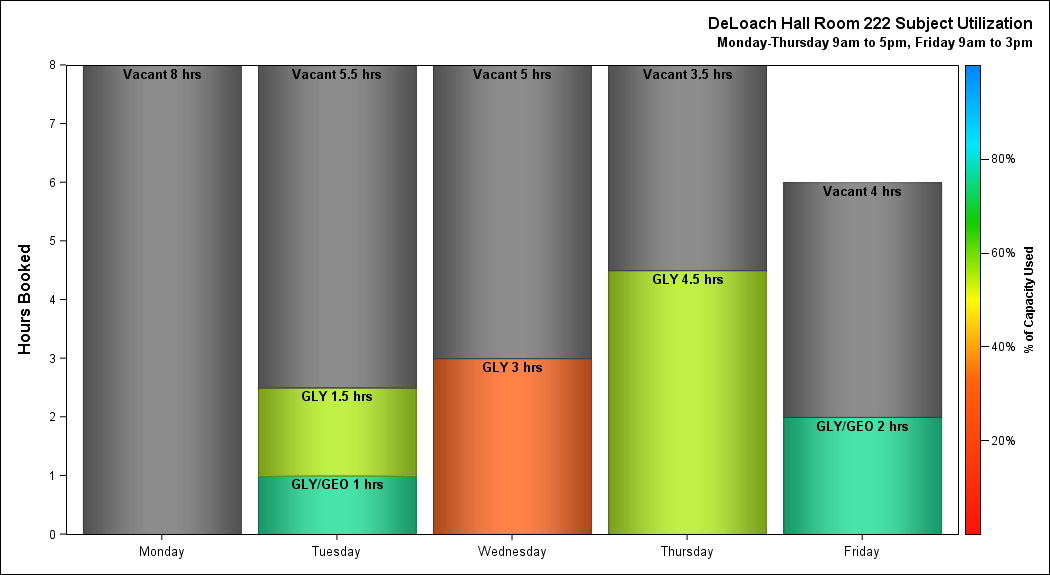 DeLoach Hall Room 222 Subject Utilization
Monday-Thursday 9am to 5pm, Friday 9am to 3pm
Hours Booked
8
7
6
5
4
3
2
1
0
Vacant 8 hrs
Vacant 5.5 hrs
GLY 1.5 hrs
GLY/GEO 1 hrs
Vacant 5 hrs
GLY 3 hrs
Vacant 3.5 hrs
GLY 4.5 hrs
Vacant 4 hrs
GLY/GEO 2 hrs
Monday
Tuesday
Wednesday
Thursday
Friday
80%
60%
40%
20%
% of Capacity Used